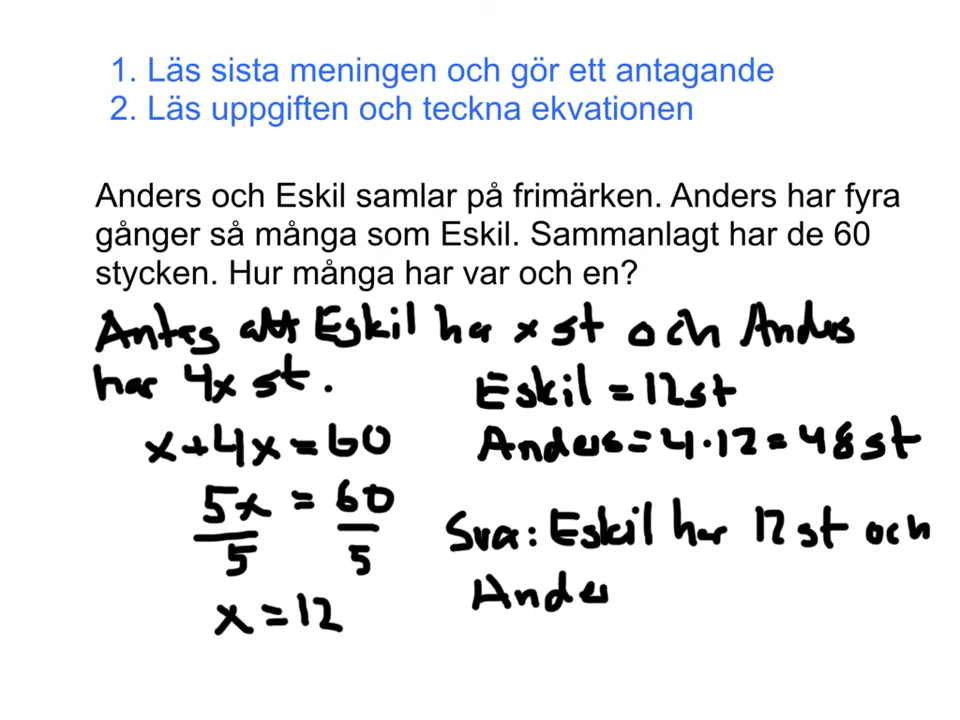 1. Läs sista meningen och gör ett antagande
2. Läs uppgiften och teckna ekvationen
Anders och Eskil samlar på frimärken. Anders har fyra
gånger så många som Eskil. Sammanlagt har de 60
stycken. Hur många har var och en?
Antag att Eskil har x st och Anders
har 4x st.
x+4x=60
5x = 60
5 5
x=12
Eskil = 12st
Anders=4·12=48st
Svar: Eskil har 12 st och
Anders